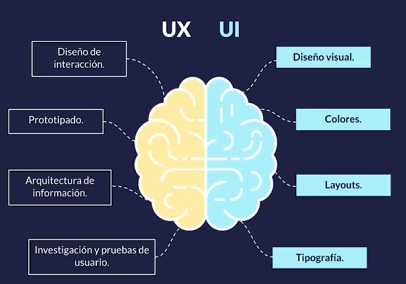 UX UI
Diseño de
interacción.
Prototipado.
Arquitectura de
información.
Investigación y pruebas de
usuario.
Diseño visual.
Colores.
Layouts.
Tipografía.